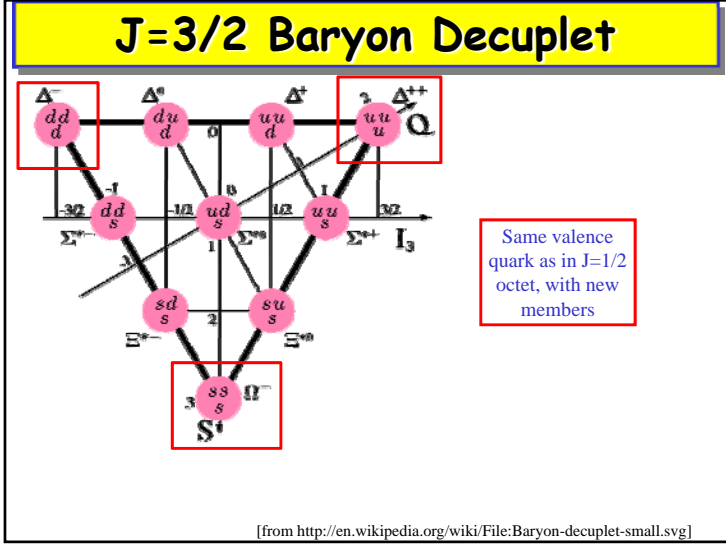 J=3/2 Baryon Decuplet
Δ⁻ Δ⁰ Δ⁺ Δ⁺⁺
dd du uu uu
d d d u
0 Q
-1 0 1
-3/2 -1/2 1/2 3/2
dd ud uu
s s s
Σ*⁻ Σ*⁰ Σ*⁺ I₃
1
Same valence
quark as in J=1/2
octet, with new
members
sd su
s s
2
Ξ*⁻ Ξ*⁰
3 ss Ω⁻
s
[from http://en.wikipedia.org/wiki/File:Baryon-decuplet-small.svg]